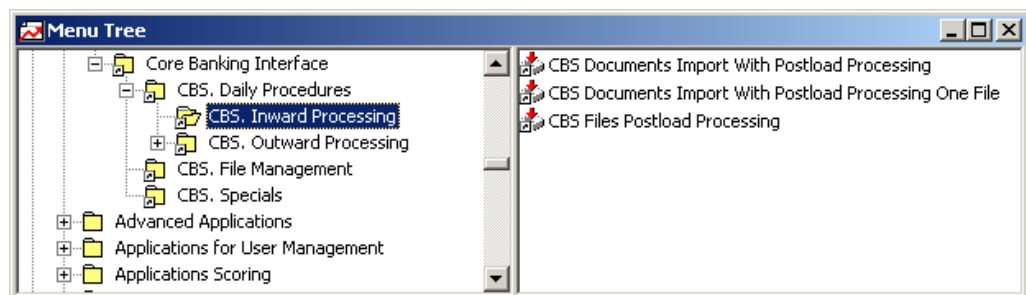 Menu Tree
Core Banking Interface
CBS. Daily Procedures
CBS. Inward Processing
CBS. Outward Processing
CBS. File Management
CBS. Specials
Advanced Applications
Applications for User Management
Applications Scoring
CBS Documents Import With Postload Processing
CBS Documents Import With Postload Processing One File
CBS Files Postload Processing